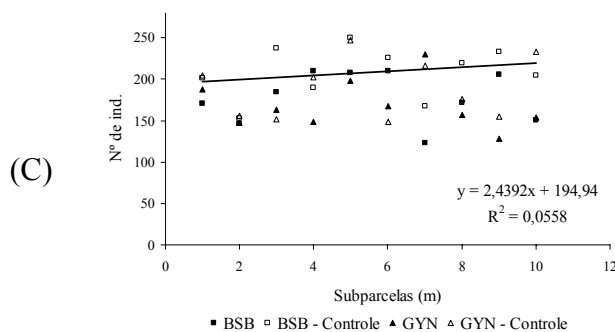 (C)
Nº de ind.
300
250
200
150
100
50
0
y = 2,4392x + 194,94
R² = 0,0558
0 2 4 6 8 10 12
Subparcelas (m)
BSB BSB - Controle GYN GYN - Controle